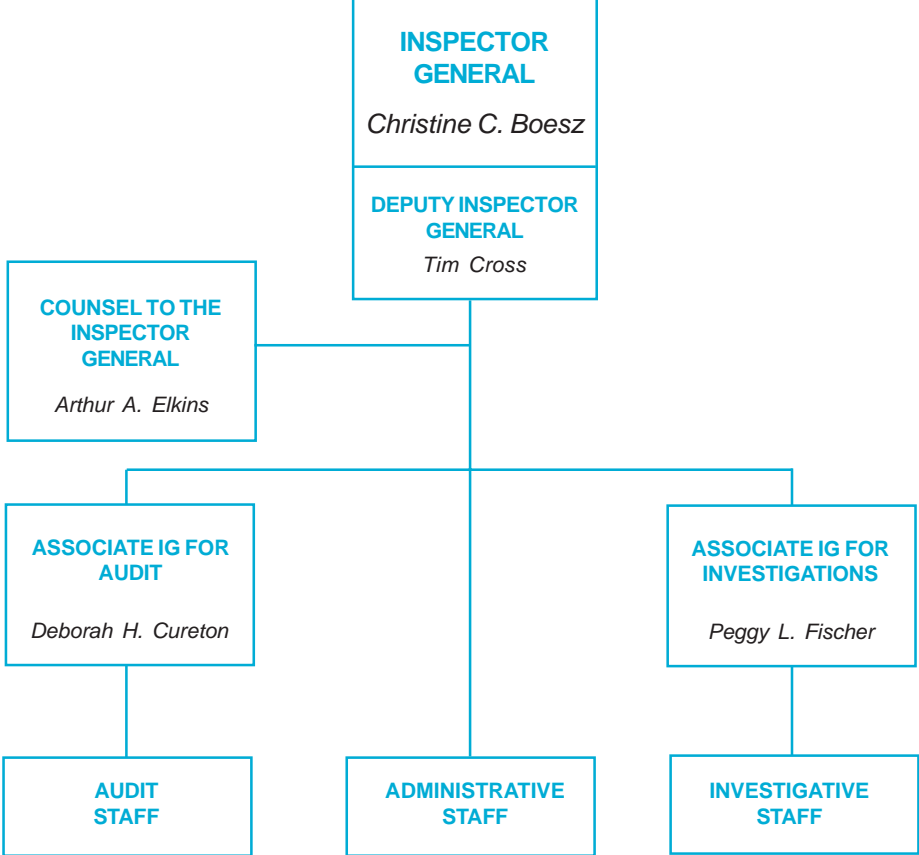 INSPECTOR
GENERAL
Christine C. Boesz
DEPUTY INSPECTOR
GENERAL
Tim Cross
COUNSEL TO THE
INSPECTOR
GENERAL
Arthur A. Elkins
ASSOCIATE IG FOR
AUDIT
Deborah H. Cureton
ASSOCIATE IG FOR
INVESTIGATIONS
Peggy L. Fischer
AUDIT
STAFF
ADMINISTRATIVE
STAFF
INVESTIGATIVE
STAFF